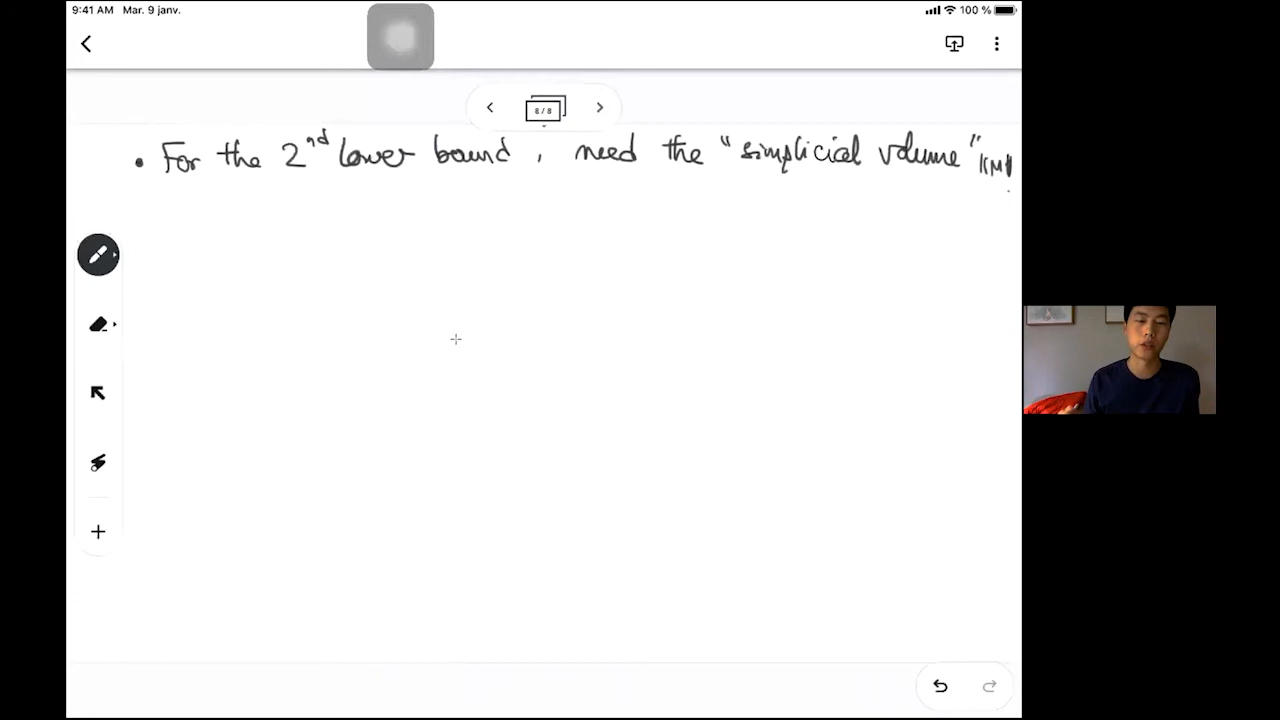 9:41 AM Mar. 9 janv.
100 %
8 / 8
• For the 2nd lower bound, need the "simplicial volume"